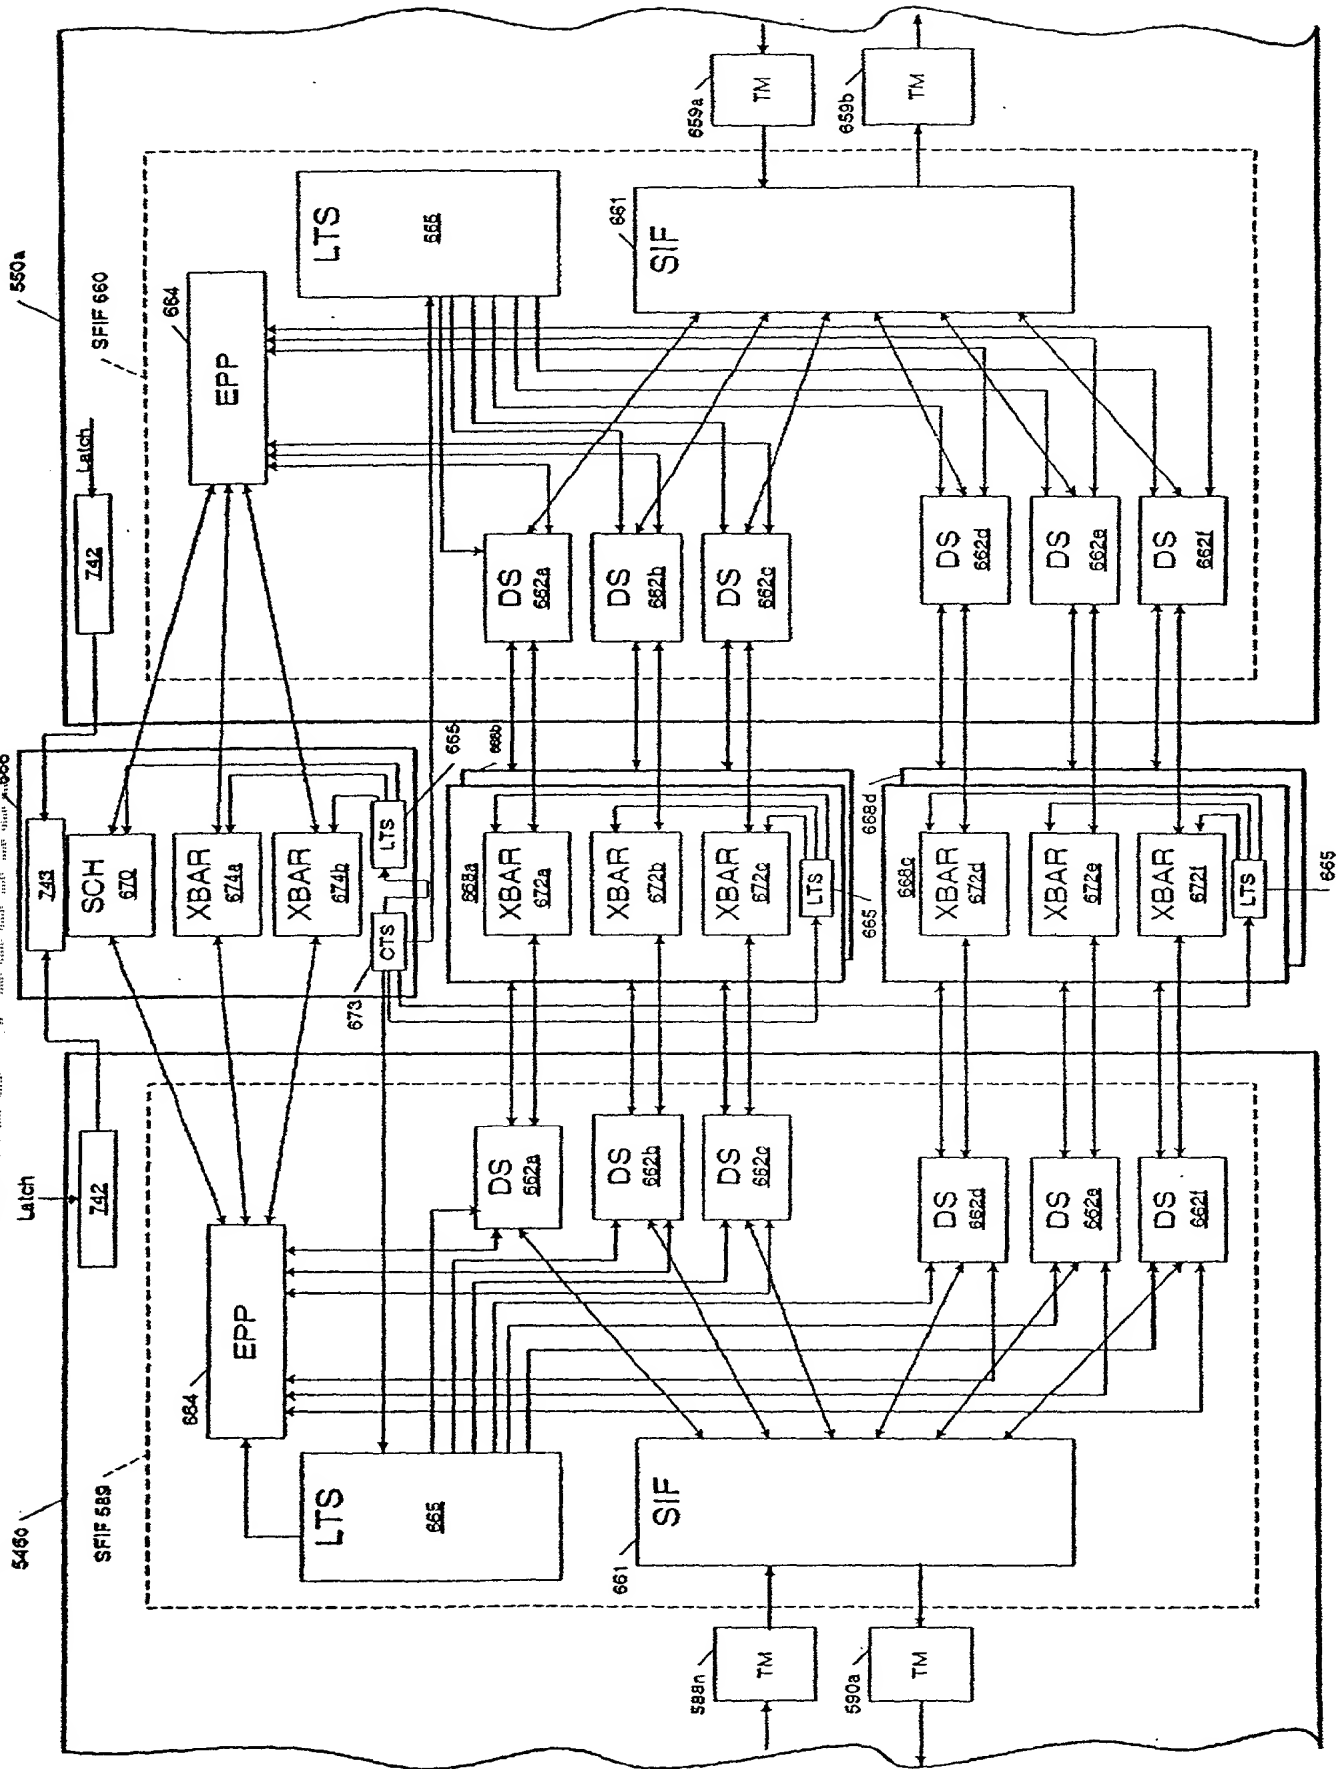 550a
SFIF 660
Latch
742
EPP
664
LTS
665
SIF
661
TM
659a
TM
659b
DS
662a
DS
662b
DS
662c
DS
662d
DS
662e
DS
662f
743
SCH
670
XBAR
674a
XBAR
674b
LTS
665
CTS
673
668a
668b
XBAR
672a
XBAR
672b
XBAR
672c
LTS
665
668c
668d
XBAR
672d
XBAR
672e
XBAR
672f
LTS
665
5460
SFIF 589
Latch
742
EPP
664
LTS
665
SIF
661
DS
662a
DS
662b
DS
662c
DS
662d
DS
662e
DS
662f
TM
588n
TM
590a